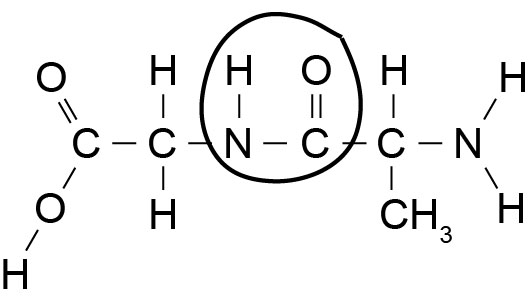 O H H O H H
C C N C C N
O H CH₃ H
H